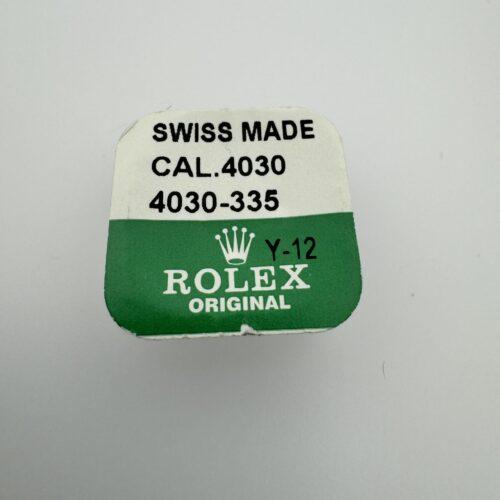 SWISS MADE
CAL.4030
4030-335
Y-12
ROLEX
ORIGINAL